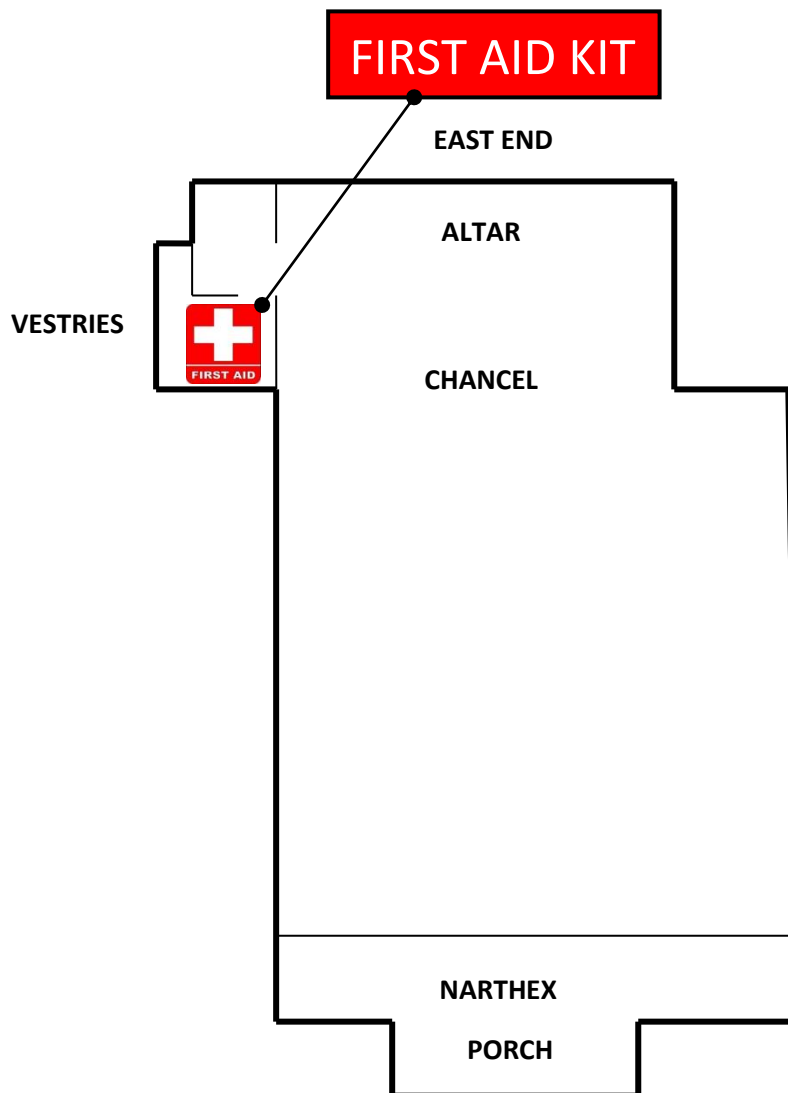 FIRST AID KIT
EAST END
ALTAR
VESTRIES
FIRST AID
CHANCEL
NARTHEX
PORCH